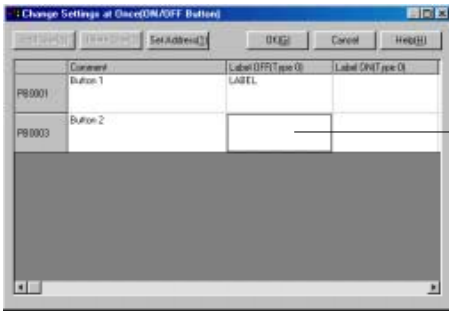 Change Settings at Once(ON/OFF Button)
Set Address(J) OK(G) Cancel Help(H)
Comment Label OFF(Type 0) Label ON(Type 0)
PB0001 Button 1 LABEL
PB0003 Button 2